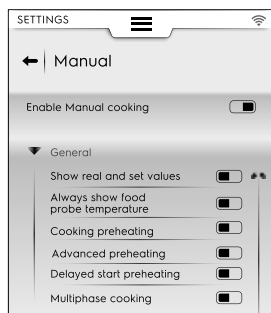 SETTINGS
Manual
Enable Manual cooking
General
Show real and set values
Always show food
probe temperature
Cooking preheating
Advanced preheating
Delayed start preheating
Multiphase cooking